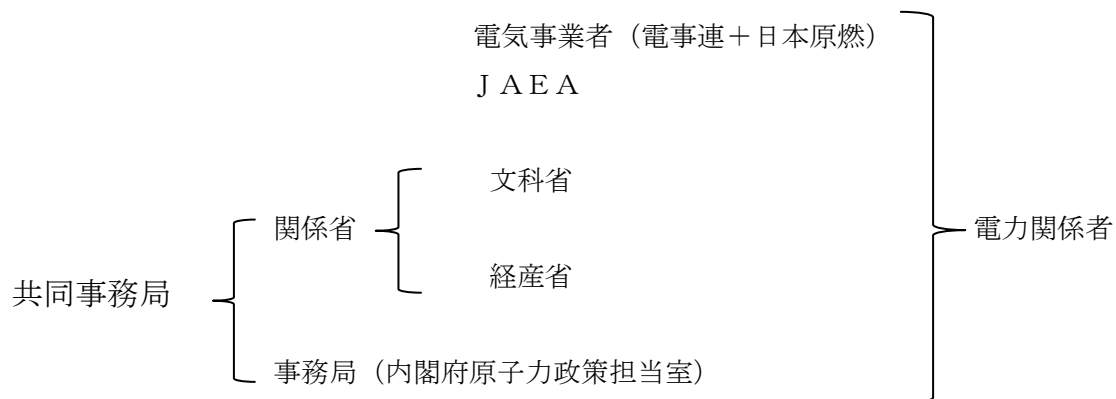 電気事業者（電事連＋日本原燃）
ＪＡＥＡ
文科省
関係省
電力関係者
経産省
共同事務局
事務局（内閣府原子力政策担当室）